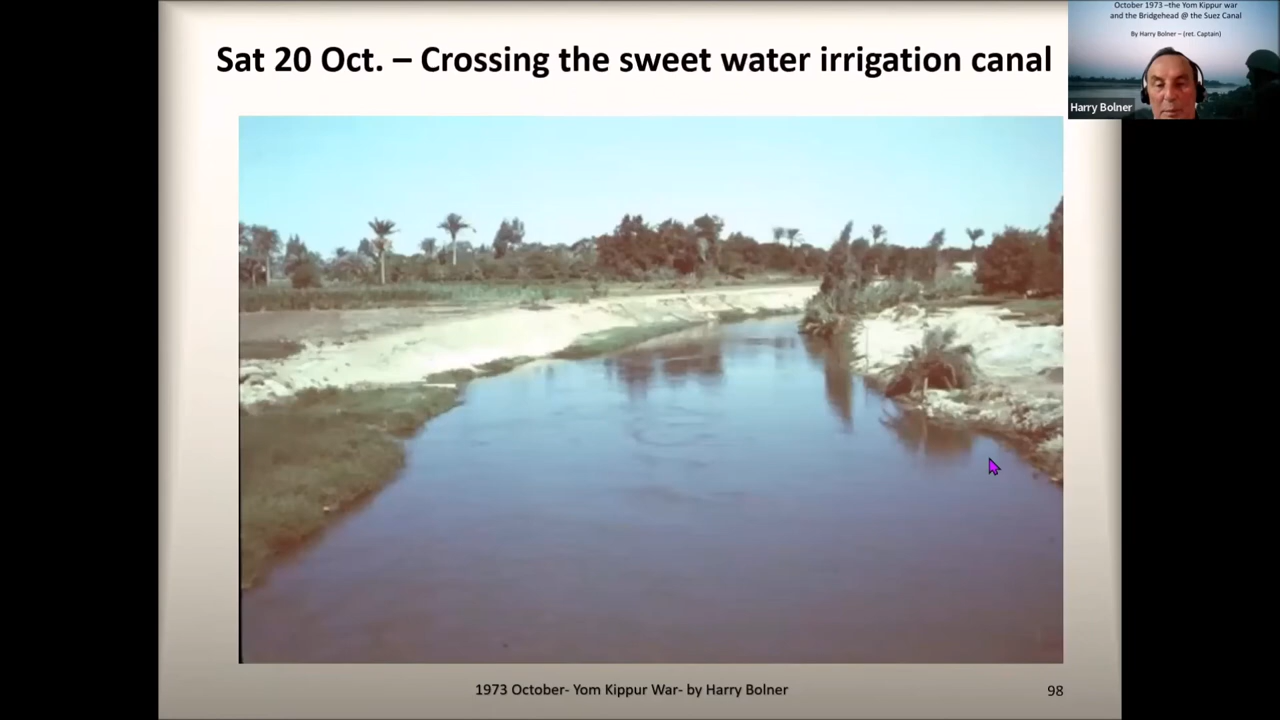 Sat 20 Oct. – Crossing the sweet water irrigation canal
October 1973 –the Yom Kippur war
and the Bridgehead @ the Suez Canal
By Harry Bolner – (ret. Captain)
Harry Bolner
1973 October- Yom Kippur War- by Harry Bolner
98